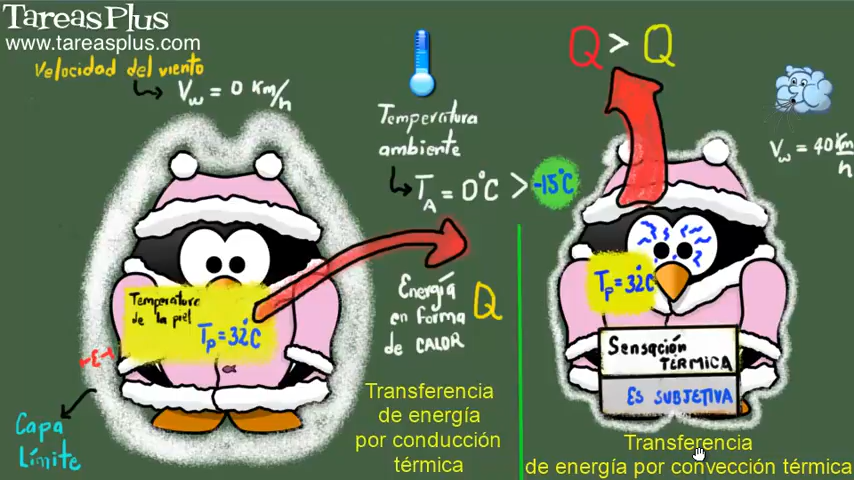 TareasPlus
www.tareasplus.com
Velocidad del viento
Vw = 0 Km/h
Temperatura
ambiente
TA = 0°C > -15°C
Temperatura
de la piel
Tp = 32°C
-E-
Capa
Límite
Energía
en forma
de CALOR
Q
Transferencia
de energía
por conducción
térmica
Q > Q
Vw = 40 Km/h
Tp = 32°C
Sensación
TÉRMICA
ES SUBJETIVA
Transferencia
de energía por convección térmica